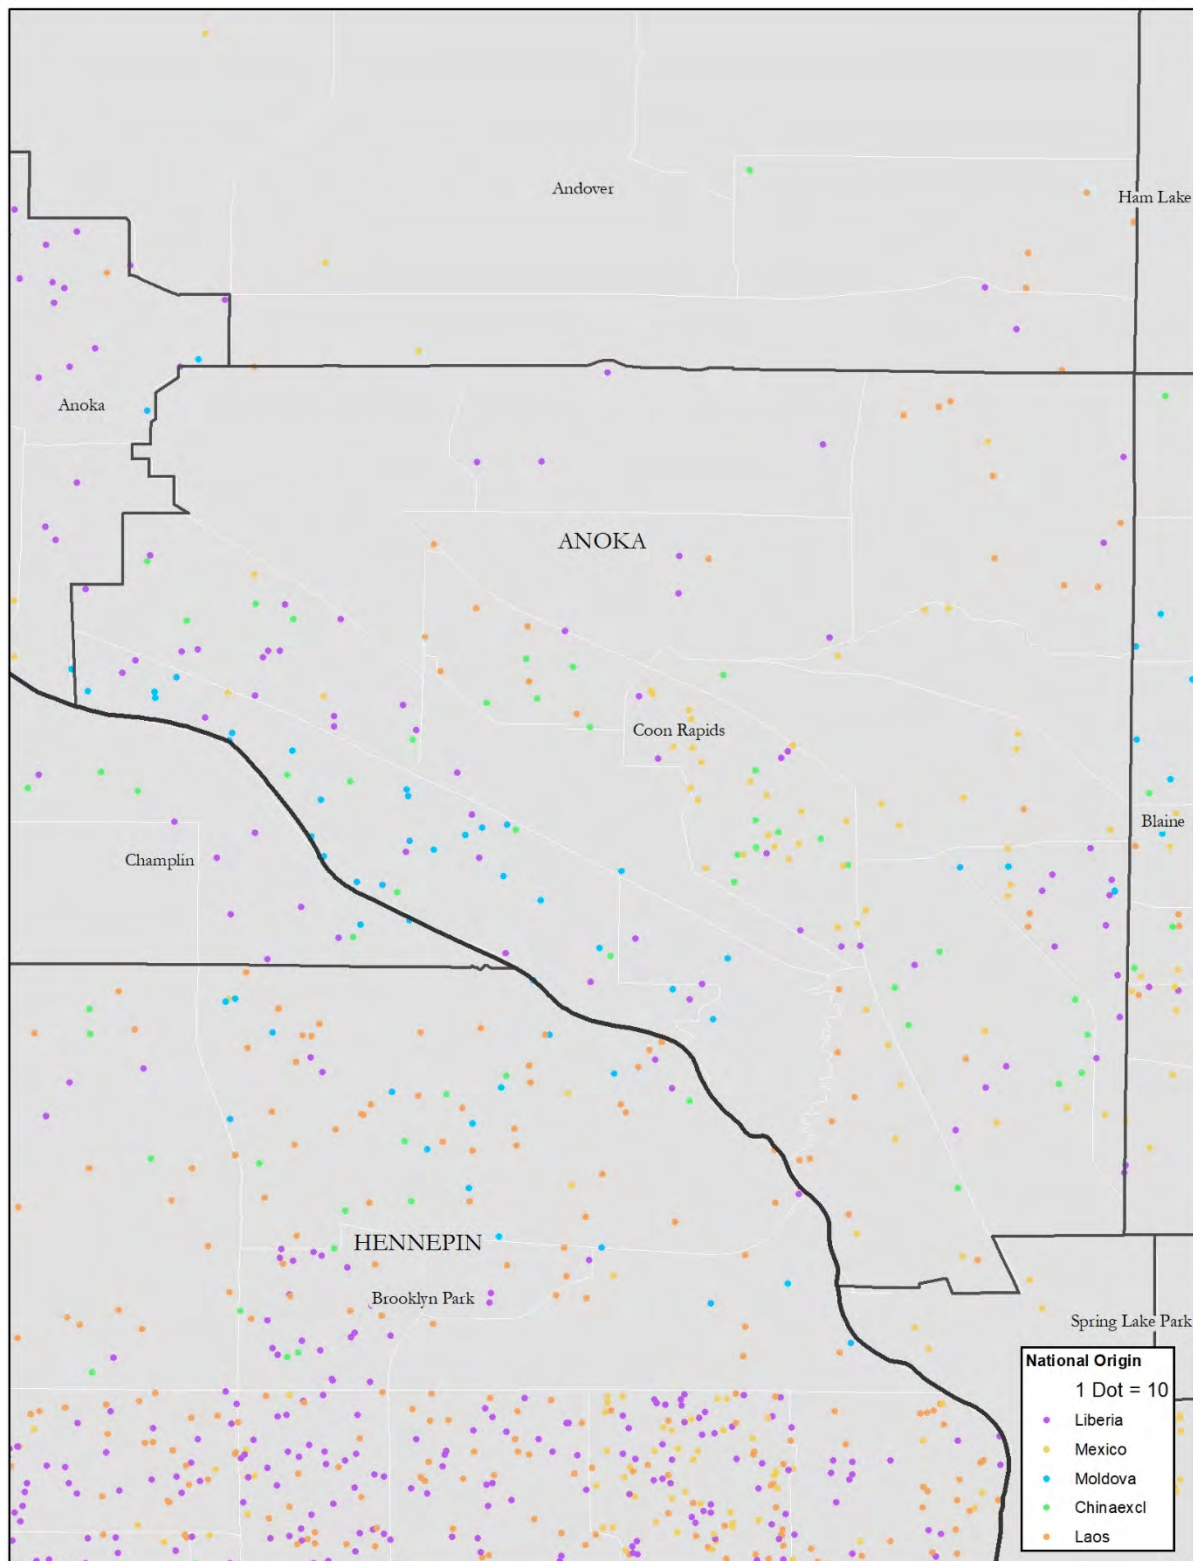 Andover
Ham Lake
Anoka
ANOKA
Coon Rapids
Blaine
Champlin
HENNEPIN
Brooklyn Park
Spring Lake Park
National Origin
1 Dot = 10
Liberia
Mexico
Moldova
Chinaexcl
Laos